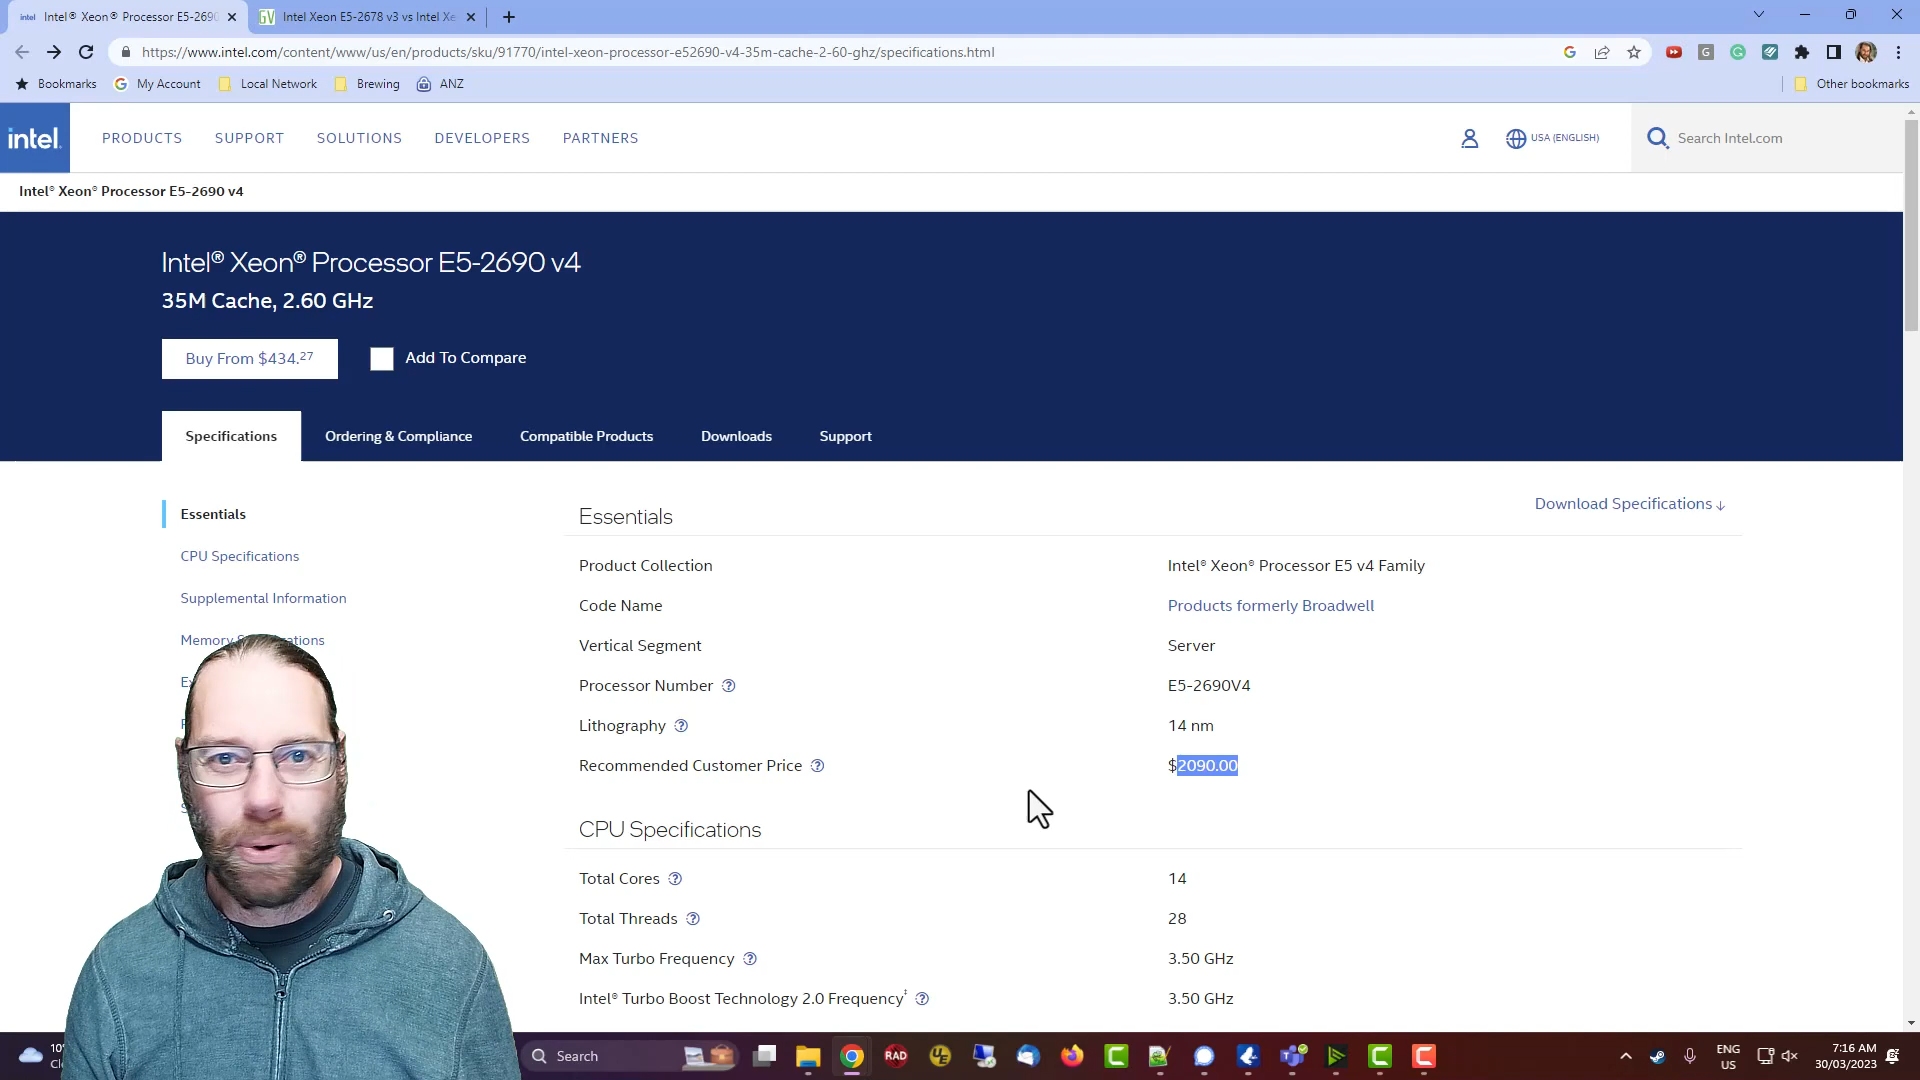 intel Intel® Xeon® Processor E5-2690
GV Intel Xeon E5-2678 v3 vs Intel Xe
https://www.intel.com/content/www/us/en/products/sku/91770/intel-xeon-processor-e52690-v4-35m-cache-2-60-ghz/specifications.html
Bookmarks My Account Local Network Brewing ANZ Other bookmarks
intel. PRODUCTS SUPPORT SOLUTIONS DEVELOPERS PARTNERS USA (ENGLISH) Search Intel.com
Intel® Xeon® Processor E5-2690 v4
Intel® Xeon® Processor E5-2690 v4
35M Cache, 2.60 GHz
Buy From $434.27 Add To Compare
Specifications Ordering & Compliance Compatible Products Downloads Support
Essentials
CPU Specifications
Supplemental Information
Memory
Download Specifications ↓
Essentials
Product Collection Intel® Xeon® Processor E5 v4 Family
Code Name Products formerly Broadwell
Vertical Segment Server
Processor Number E5-2690V4
Lithography 14 nm
Recommended Customer Price $2090.00
CPU Specifications
Total Cores 14
Total Threads 28
Max Turbo Frequency 3.50 GHz
Intel® Turbo Boost Technology 2.0 Frequency‡ 3.50 GHz
Search RAD UE
ENG
US
7:16 AM
30/03/2023